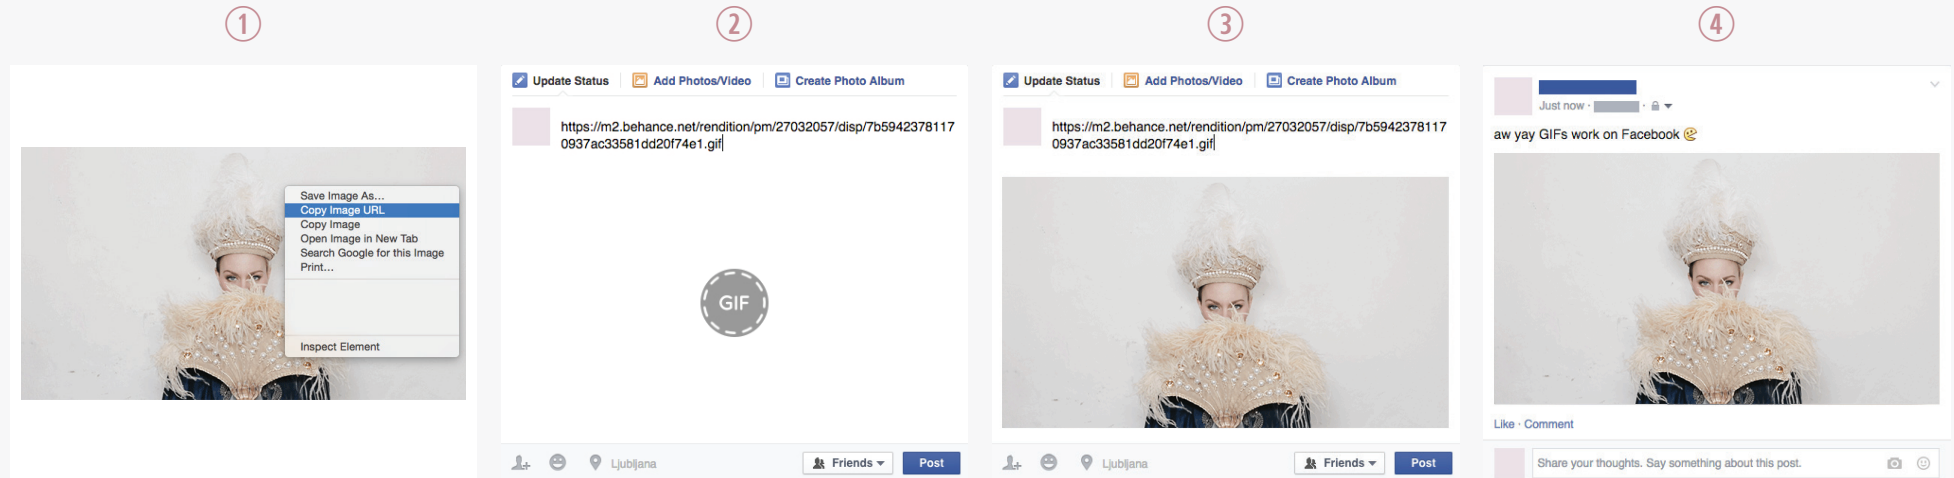 1
Save Image As...
Copy Image URL
Copy Image
Open Image in New Tab
Search Google for this Image
Print...
Inspect Element
2
Update Status
Add Photos/Video
Create Photo Album
https://m2.behance.net/rendition/pm/27032057/disp/7b5942378117
0937ac33581dd20f74e1.gif
GIF
Ljubljana
Friends
Post
3
Update Status
Add Photos/Video
Create Photo Album
https://m2.behance.net/rendition/pm/27032057/disp/7b5942378117
0937ac33581dd20f74e1.gif
Ljubljana
Friends
Post
4
Just now ·
aw yay GIFs work on Facebook
Like · Comment
Share your thoughts. Say something about this post.